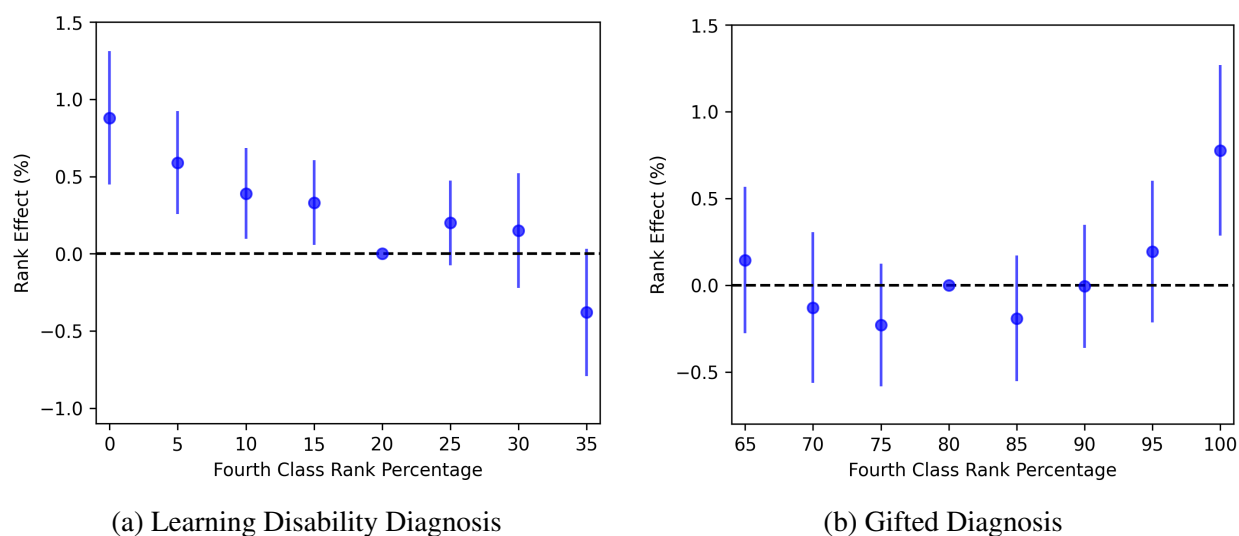 1.5
1.0
0.5
0.0
−0.5
−1.0
Rank Effect (%)
0 5 10 15 20 25 30 35
Fourth Class Rank Percentage
(a) Learning Disability Diagnosis
1.5
1.0
0.5
0.0
−0.5
Rank Effect (%)
65 70 75 80 85 90 95 100
Fourth Class Rank Percentage
(b) Gifted Diagnosis